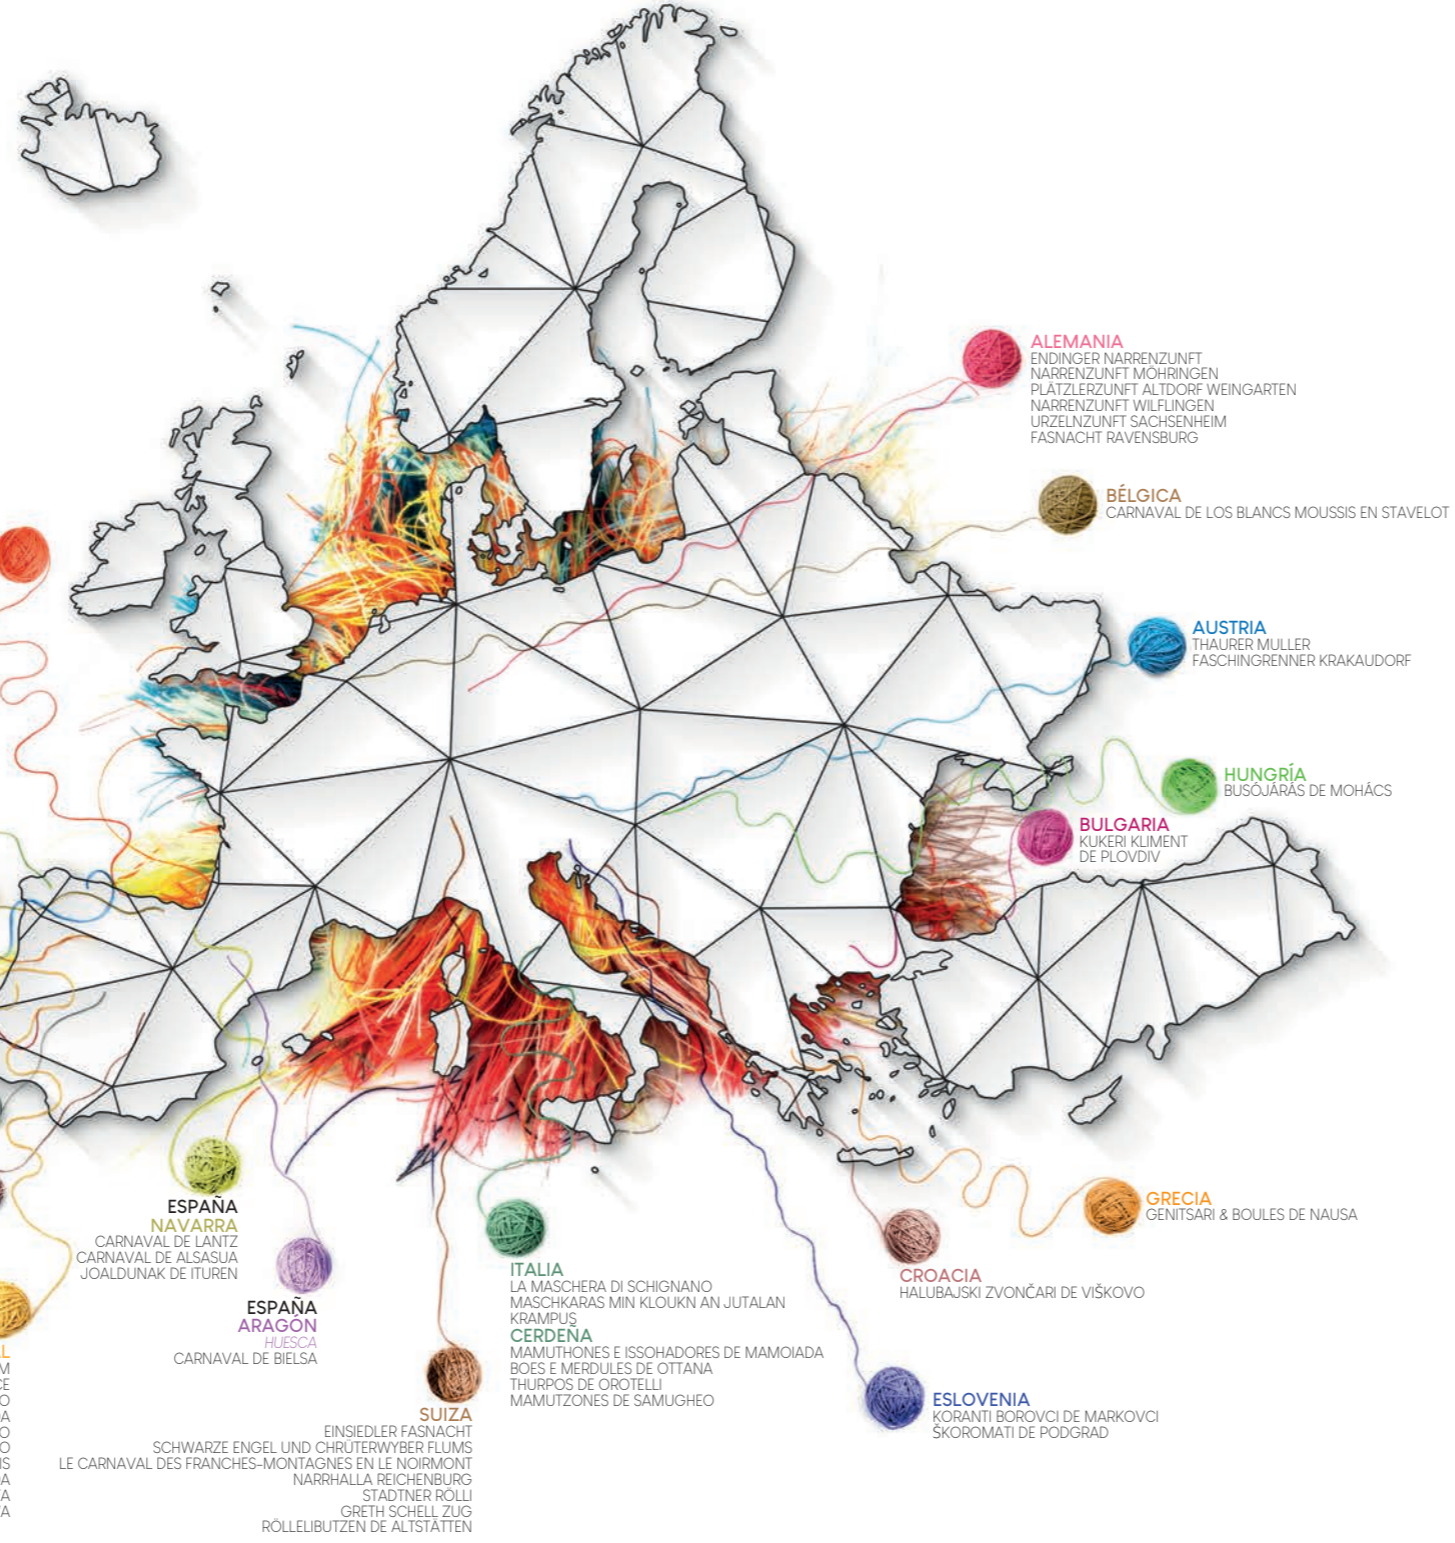 ALEMANIA
ENDINGER NARRENZUNFT
NARRENZUNFT MÖHRINGEN
PLÄTZLERZUNFT ALTDORF WEINGARTEN
NARRENZUNFT WILFLINGEN
URZELNZUNFT SACHSENHEIM
FASNACHT RAVENSBURG
BÉLGICA
CARNAVAL DE LOS BLANCS MOUSSIS EN STAVELOT
AUSTRIA
THAURER MULLER
FASCHINGRENNER KRAKAUDORF
HUNGRÍA
BUSÓJÁRÁS DE MOHÁCS
BULGARIA
KUKERI KLIMENT
DE PLOVDIV
GRECIA
GENITSARI & BOULES DE NAUSA
CROACIA
HALUBAJSKI ZVONČARI DE VIŠKOVO
ESLOVENIA
KORANTI BOROVCI DE MARKOVCI
ŠKOROMATI DE PODGRAD
ITALIA
LA MASCHERA DI SCHIGNANO
MASCHKARAS MIN KLOUKN AN JUTALAN
KRAMPUS
CERDEÑA
MAMUTHONES E ISSOHADORES DE MAMOIADA
BOES E MERDULES DE OTTANA
THURPOS DE OROTELLI
MAMUTZONES DE SAMUGHEO
SUIZA
EINSIEDLER FASNACHT
SCHWARZE ENGEL UND CHRÜTERWYBER FLUMS
LE CARNAVAL DES FRANCHES-MONTAGNES EN LE NOIRMONT
NARRHALLA REICHENBURG
STADTNER RÖLLI
GRETH SCHELL ZUG
RÖLLELIBUTZEN DE ALTSTÄTTEN
ESPAÑA
NAVARRA
CARNAVAL DE LANTZ
CARNAVAL DE ALSASUA
JOALDUNAK DE ITUREN
ESPAÑA
ARAGÓN
HUESCA
CARNAVAL DE BIELSA